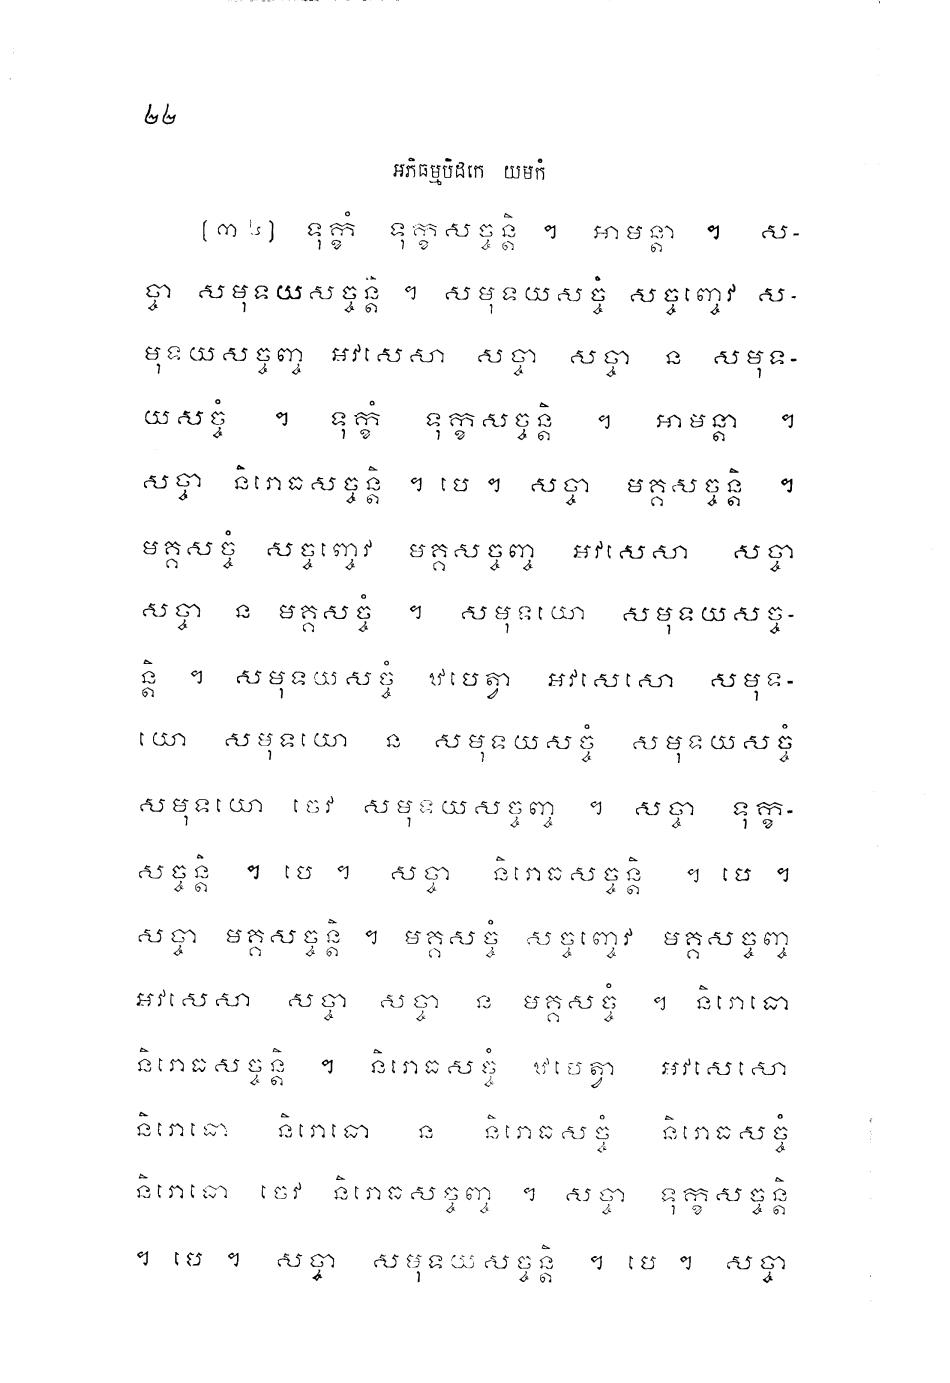 ២២
អភិធម្មបិដកេ យមកំ
[៣៤] ទុក្ខំ ទុក្ខសច្ចន្តិ ។ អាមន្តា ។ ស-
ច្ចា សមុទយសច្ចន្តិ ។ សមុទយសច្ចំ សច្ចញ្ចេវ ស-
មុទយសច្ចញ្ច អវសេសា សច្ចា សច្ចា ន សមុទ-
យសច្ចំ ។ ទុក្ខំ ទុក្ខសច្ចន្តិ ។ អាមន្តា ។
សច្ចា និរោធសច្ចន្តិ ។ បេ ។ សច្ចា មគ្គសច្ចន្តិ ។
មគ្គសច្ចំ សច្ចញ្ចេវ មគ្គសច្ចញ្ច អវសេសា សច្ចា
សច្ចា ន មគ្គសច្ចំ ។ សមុទយោ សមុទយសច្ច-
ន្តិ ។ សមុទយសច្ចំ ឋបេត្វា អវសេសោ សមុទ-
យោ សមុទយោ ន សមុទយសច្ចំ សមុទយសច្ចំ
សមុទយោ ចេវ សមុទយសច្ចញ្ច ។ សច្ចា ទុក្ខ-
សច្ចន្តិ ។ បេ ។ សច្ចា និរោធសច្ចន្តិ ។ បេ ។
សច្ចា មគ្គសច្ចន្តិ ។ មគ្គសច្ចំ សច្ចញ្ចេវ មគ្គសច្ចញ្ច
អវសេសា សច្ចា សច្ចា ន មគ្គសច្ចំ ។ និរោធោ
និរោធសច្ចន្តិ ។ និរោធសច្ចំ ឋបេត្វា អវសេសោ
និរោធោ និរោធោ ន និរោធសច្ចំ និរោធសច្ចំ
និរោធោ ចេវ និរោធសច្ចញ្ច ។ សច្ចា ទុក្ខសច្ចន្តិ
។ បេ ។ សច្ចា សមុទយសច្ចន្តិ ។ បេ ។ សច្ចា